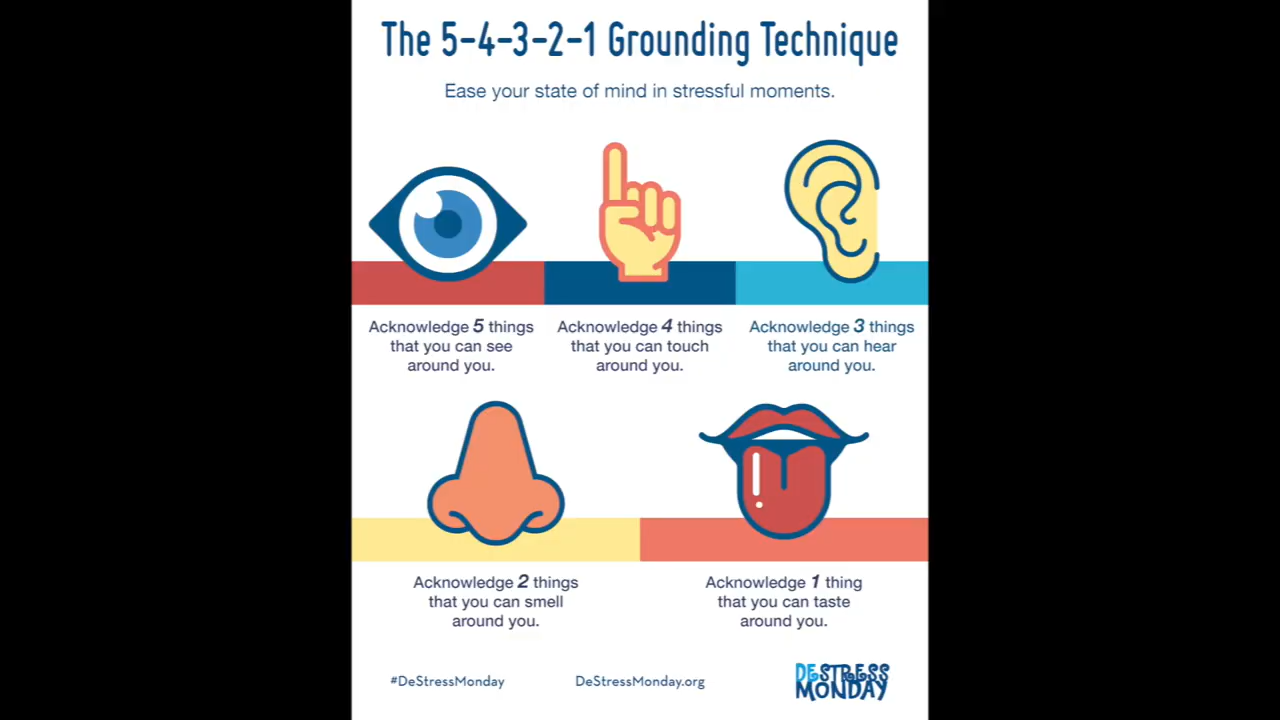 The 5-4-3-2-1 Grounding Technique
Ease your state of mind in stressful moments.
Acknowledge 5 things
that you can see
around you.
Acknowledge 4 things
that you can touch
around you.
Acknowledge 3 things
that you can hear
around you.
Acknowledge 2 things
that you can smell
around you.
Acknowledge 1 thing
that you can taste
around you.
#DeStressMonday
DeStressMonday.org
DESTRESS
MONDAY